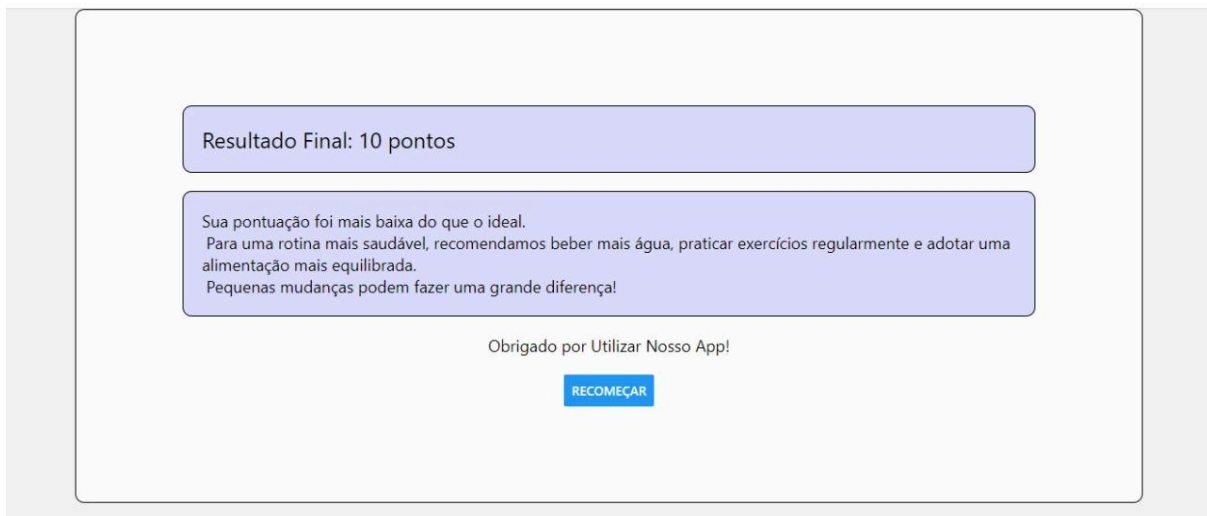 Resultado Final: 10 pontos
Sua pontuação foi mais baixa do que o ideal.
Para uma rotina mais saudável, recomendamos beber mais água, praticar exercícios regularmente e adotar uma
alimentação mais equilibrada.
Pequenas mudanças podem fazer uma grande diferença!
Obrigado por Utilizar Nosso App!
RECOMEÇAR